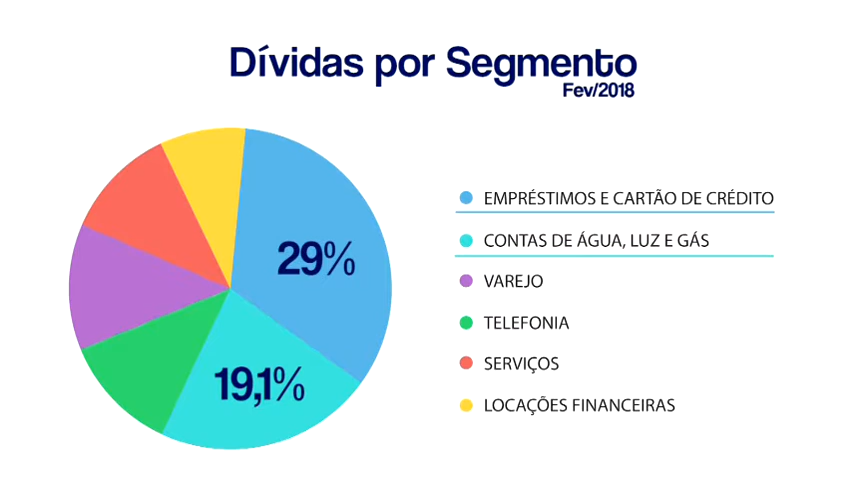 Dívidas por Segmento
Fev/2018
29%
19,1%
EMPRÉSTIMOS E CARTÃO DE CRÉDITO
CONTAS DE ÁGUA, LUZ E GÁS
VAREJO
TELEFONIA
SERVIÇOS
LOCAÇÕES FINANCEIRAS